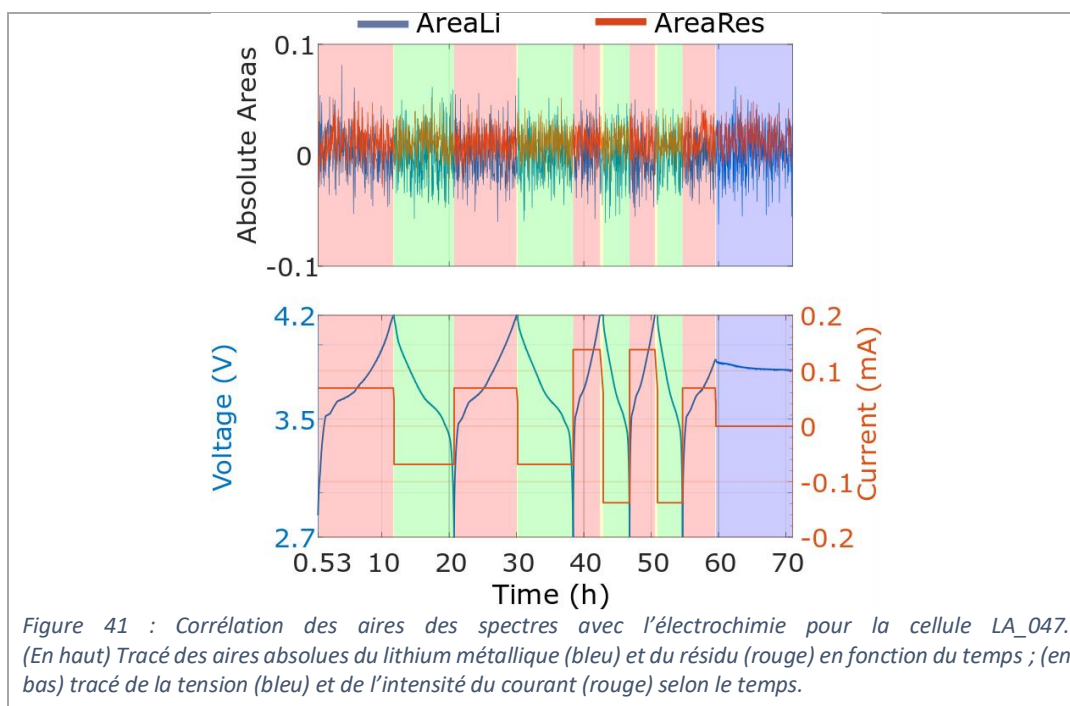 AreaLi AreaRes
0.1
Absolute Areas
0
-0.1
4.2 0.2
Voltage (V)
0.1
3.5 0
Current (mA)
-0.1
2.7 -0.2
0.53 10 20 30 40 50 60 70
Time (h)
Figure 41 : Corrélation des aires des spectres avec l’électrochimie pour la cellule LA_047.
(En haut) Tracé des aires absolues du lithium métallique (bleu) et du résidu (rouge) en fonction du temps ; (en
bas) tracé de la tension (bleu) et de l’intensité du courant (rouge) selon le temps.